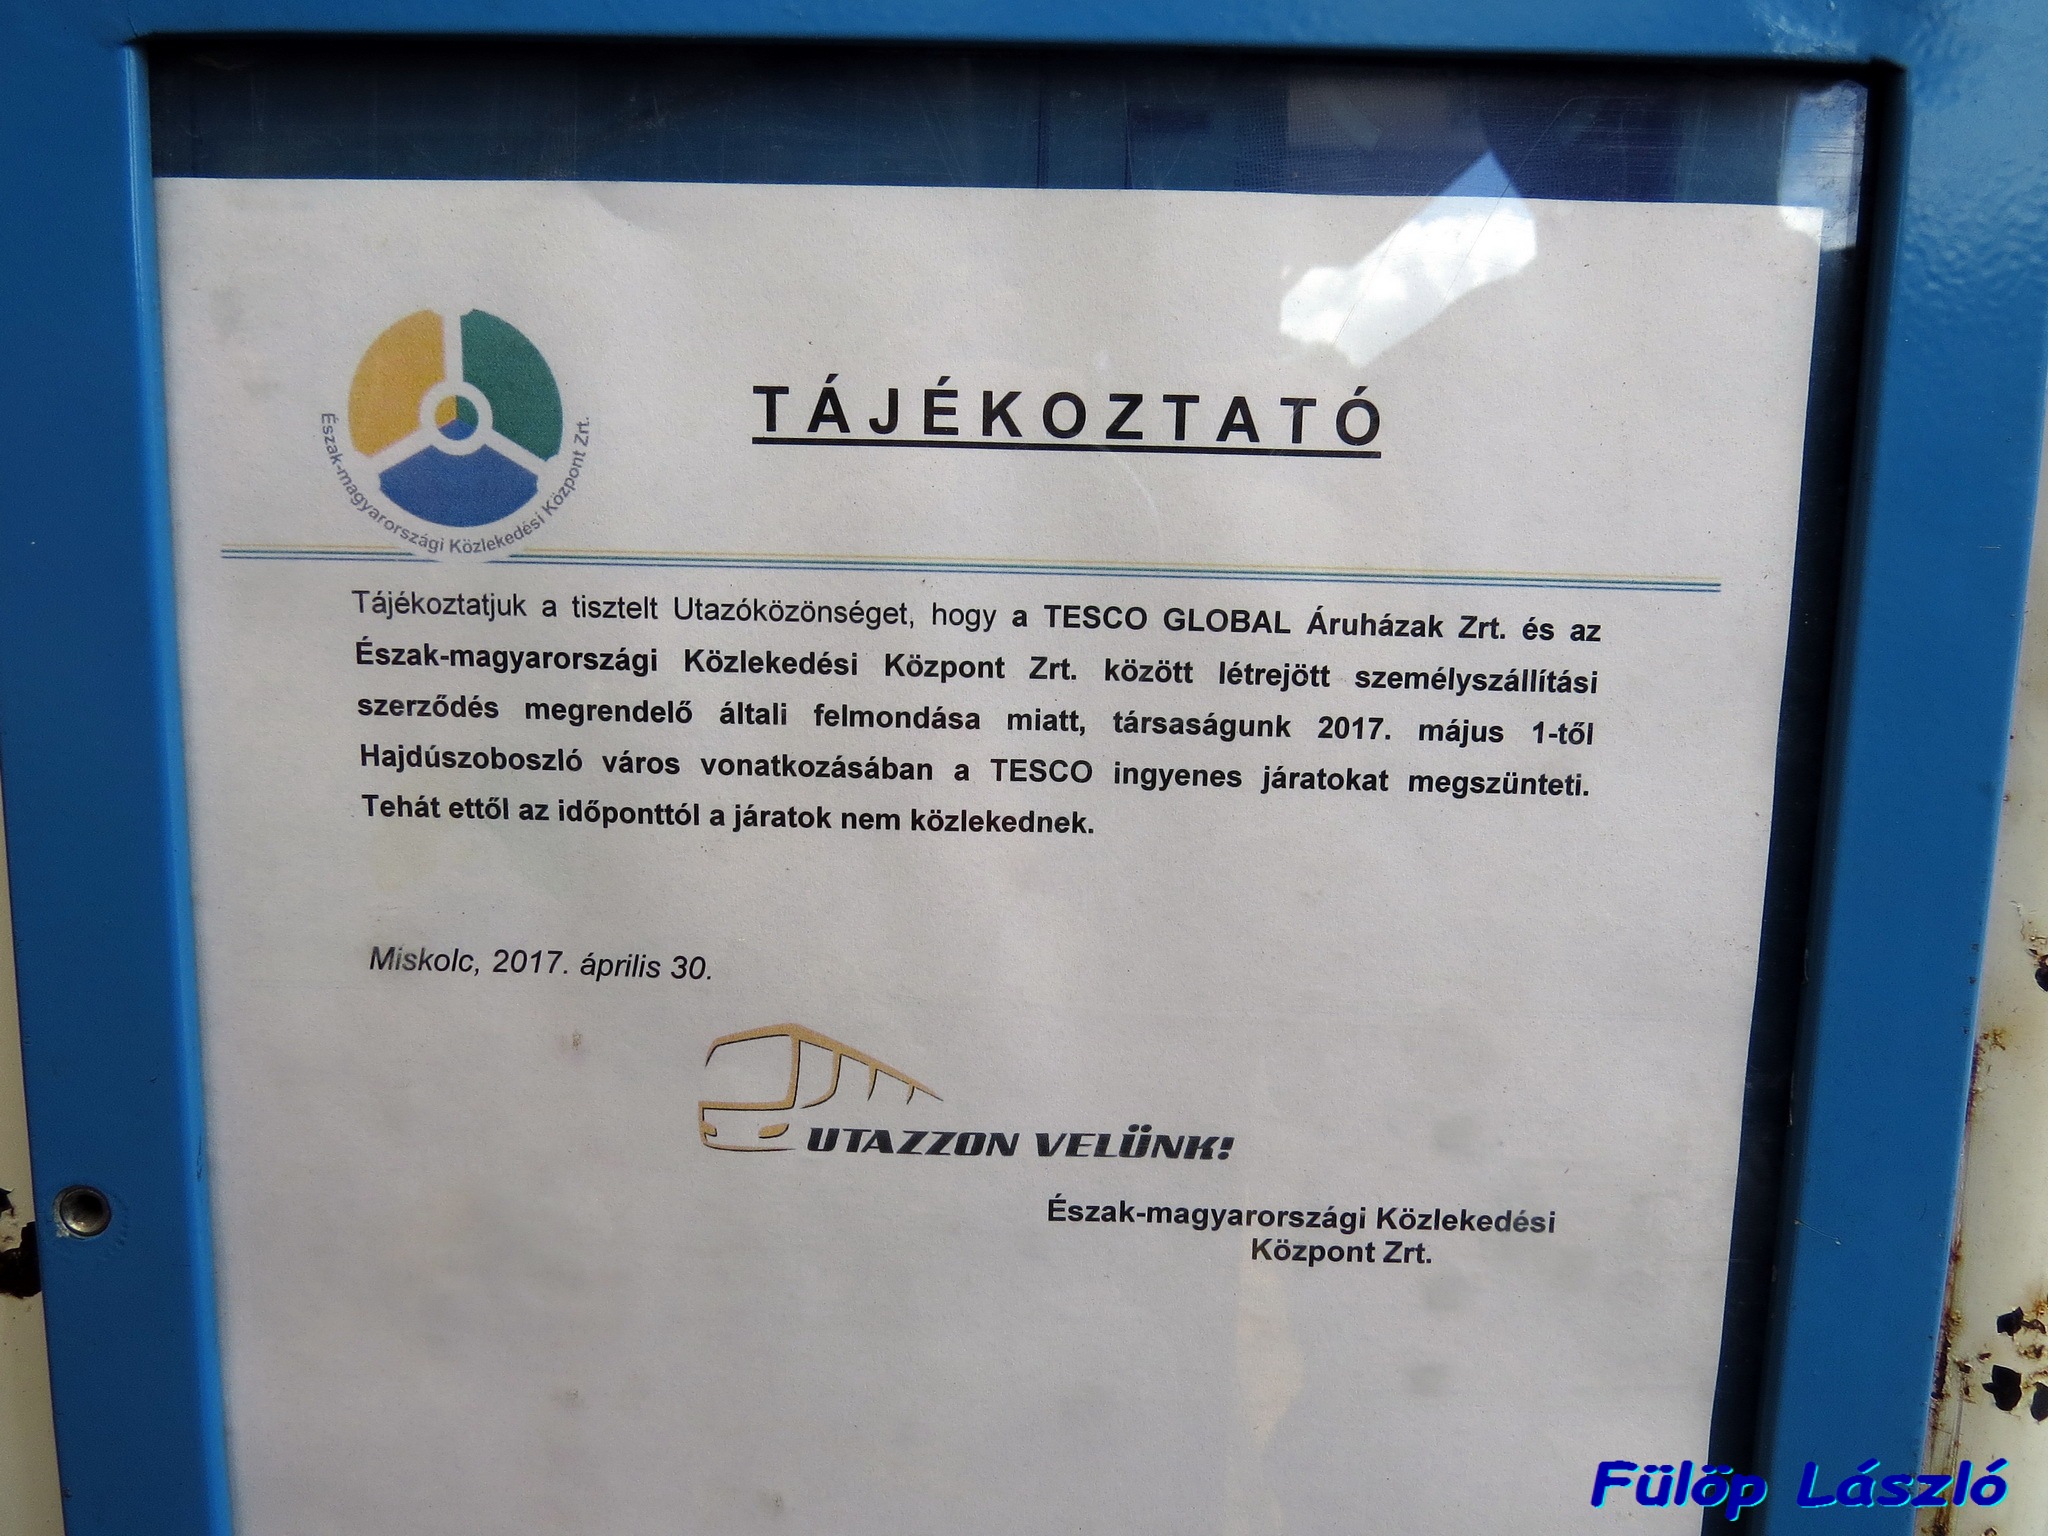 TÁJÉKOZTATÓ
Észak-magyarországi Közlekedési Központ Zrt.
Tájékoztatjuk a tisztelt Utazóközönséget, hogy a TESCO GLOBAL Áruházak Zrt. és az
Észak-magyarországi Közlekedési Központ Zrt. között létrejött személyszállítási
szerződés megrendelő általi felmondása miatt, társaságunk 2017. május 1-től
Hajdúszoboszló város vonatkozásában a TESCO ingyenes járatokat megszünteti.
Tehát ettől az időponttól a járatok nem közlekednek.
Miskolc, 2017. április 30.
UTAZZON VELÜNK!
Észak-magyarországi Közlekedési
Központ Zrt.
Fülöp László